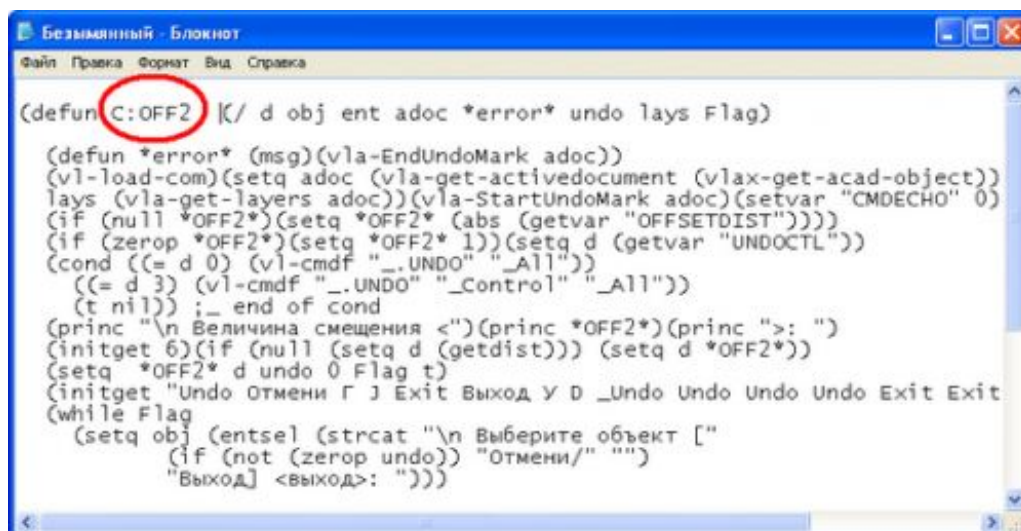 Безымянный - Блокнот
Файл Правка Формат Вид Справка
(defun C:OFF2 (/ d obj ent adoc *error* undo lays Flag)
(defun *error* (msg)(vla-EndUndoMark adoc))
(vl-load-com)(setq adoc (vla-get-activedocument (vlax-get-acad-object))
lays (vla-get-layers adoc))(vla-StartUndoMark adoc)(setvar "CMDECHO" 0)
(if (null *OFF2*)(setq *OFF2* (abs (getvar "OFFSETDIST"))))
(if (zerop *OFF2*)(setq *OFF2* 1))(setq d (getvar "UNDOCTL"))
(cond ((= d 0) (vl-cmdf "_.UNDO" "_All"))
((= d 3) (vl-cmdf "_.UNDO" "_Control" "_All"))
(t nil)) ;_ end of cond
(princ "\n Величина смещения <")(princ *OFF2*)(princ ">: ")
(initget 6)(if (null (setq d (getdist))) (setq d *OFF2*))
(setq *OFF2* d undo 0 Flag t)
(initget "Undo Отмени Г J Exit Выход У D _Undo Undo Undo Undo Exit Exit
(while Flag
(setq obj (entsel (strcat "\n Выберите объект ["
(if (not (zerop undo)) "Отмени/" "")
"Выход] <выход>: ")))